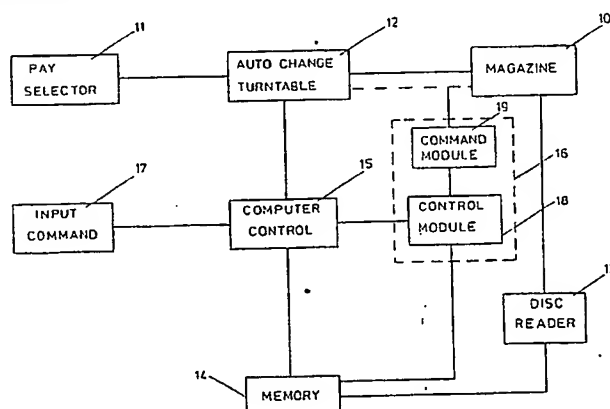 11
12
10
PAY
SELECTOR
AUTO CHANGE
TURNTABLE
MAGAZINE
19
COMMAND
MODULE
16
17
15
INPUT
COMMAND
COMPUTER
CONTROL
CONTROL
MODULE
18
DISC
READER
14
MEMORY